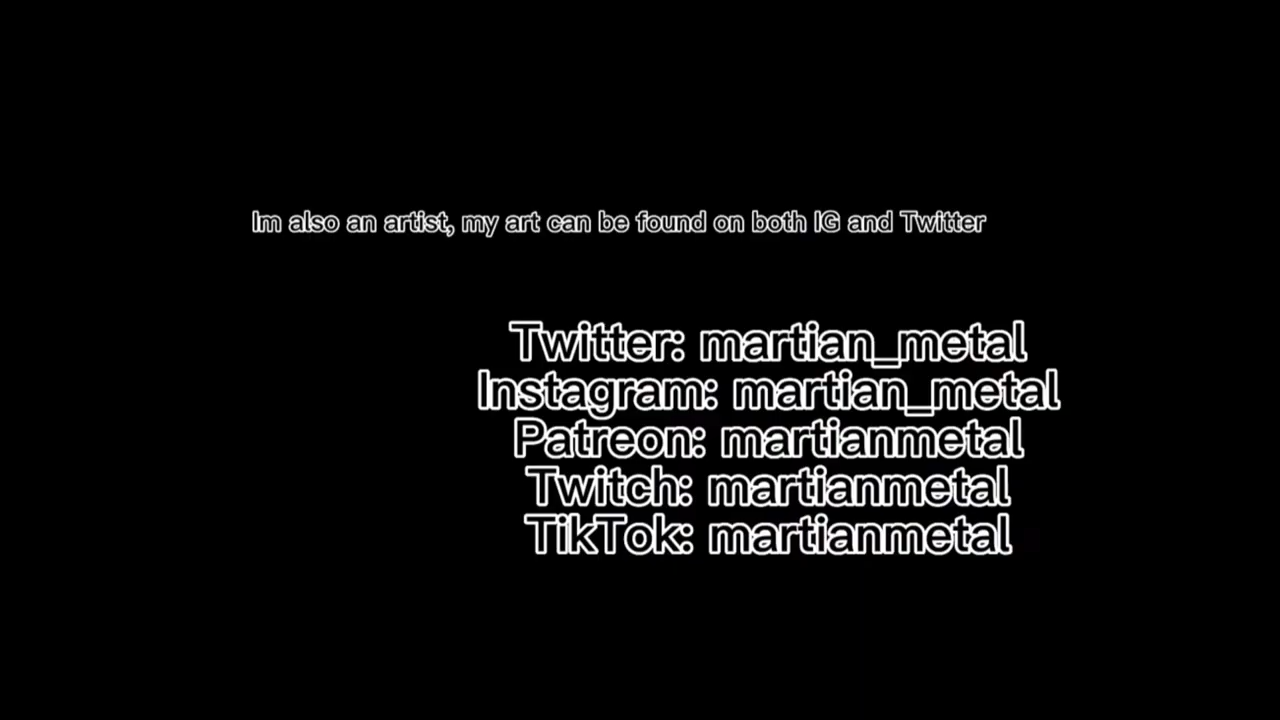 Im also an artist, my art can be found on both IG and Twitter
Twitter: martian_metal
Instagram: martian_metal
Patreon: martianmetal
Twitch: martianmetal
TikTok: martianmetal